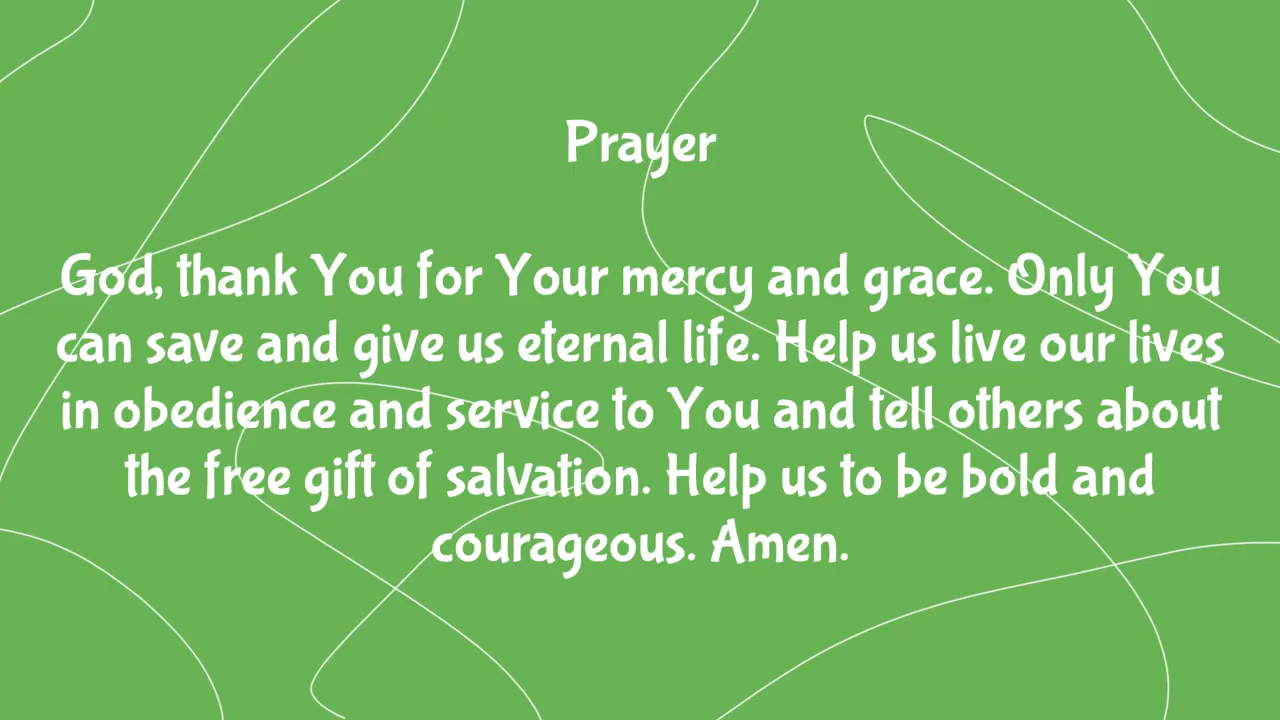 Prayer
God, thank You for Your mercy and grace. Only You
can save and give us eternal life. Help us live our lives
in obedience and service to You and tell others about
the free gift of salvation. Help us to be bold and
courageous. Amen.